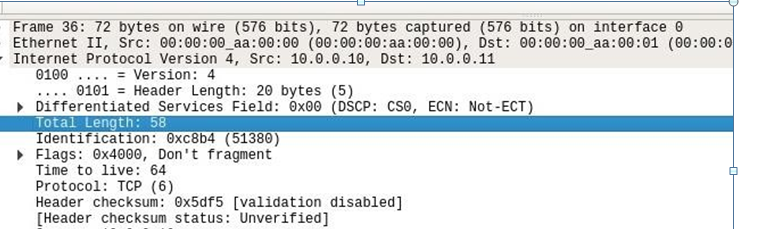 Frame 36: 72 bytes on wire (576 bits), 72 bytes captured (576 bits) on interface 0
Ethernet II, Src: 00:00:00_aa:00:00 (00:00:00:aa:00:00), Dst: 00:00:00_aa:00:01 (00:00:0
Internet Protocol Version 4, Src: 10.0.0.10, Dst: 10.0.0.11
0100 .... = Version: 4
.... 0101 = Header Length: 20 bytes (5)
Differentiated Services Field: 0x00 (DSCP: CS0, ECN: Not-ECT)
Total Length: 58
Identification: 0xc8b4 (51380)
Flags: 0x4000, Don't fragment
Time to live: 64
Protocol: TCP (6)
Header checksum: 0x5df5 [validation disabled]
[Header checksum status: Unverified]